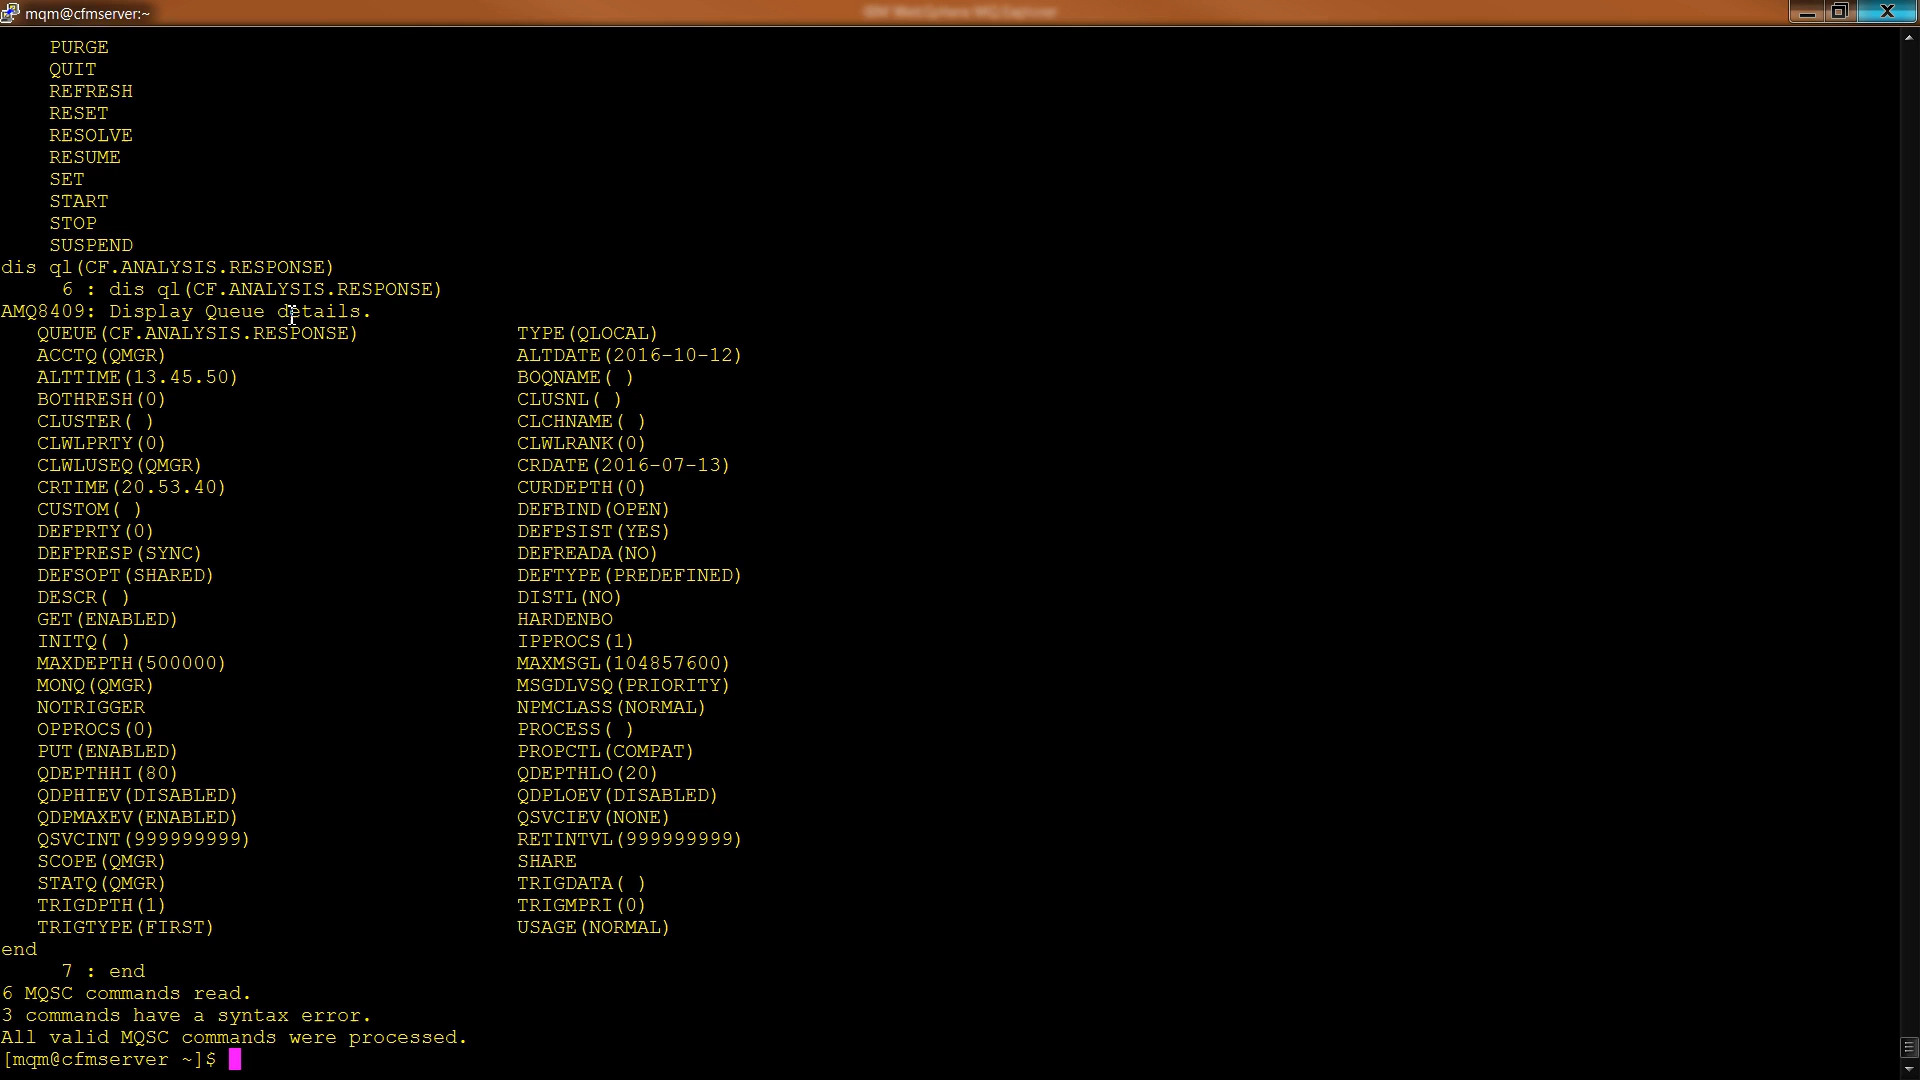 mqm@cfmserver:~
IBM WebSphere MQ Explorer
PURGE
QUIT
REFRESH
RESET
RESOLVE
RESUME
SET
START
STOP
SUSPEND
dis ql(CF.ANALYSIS.RESPONSE)
6 : dis ql(CF.ANALYSIS.RESPONSE)
AMQ8409: Display Queue details.
QUEUE(CF.ANALYSIS.RESPONSE) TYPE(QLOCAL)
ACCTQ(QMGR) ALTDATE(2016-10-12)
ALTTIME(13.45.50) BOQNAME( )
BOTHRESH(0) CLUSNL( )
CLUSTER( ) CLCHNAME( )
CLWLPRTY(0) CLWLRANK(0)
CLWLUSEQ(QMGR) CRDATE(2016-07-13)
CRTIME(20.53.40) CURDEPTH(0)
CUSTOM( ) DEFBIND(OPEN)
DEFPRTY(0) DEFPSIST(YES)
DEFPRESP(SYNC) DEFREADA(NO)
DEFSOPT(SHARED) DEFTYPE(PREDEFINED)
DESCR( ) DISTL(NO)
GET(ENABLED) HARDENBO
INITQ( ) IPPROCS(1)
MAXDEPTH(500000) MAXMSGL(104857600)
MONQ(QMGR) MSGDLVSQ(PRIORITY)
NOTRIGGER NPMCLASS(NORMAL)
OPPROCS(0) PROCESS( )
PUT(ENABLED) PROPCTL(COMPAT)
QDEPTHHI(80) QDEPTHLO(20)
QDPHIEV(DISABLED) QDPLOEV(DISABLED)
QDPMAXEV(ENABLED) QSVCIEV(NONE)
QSVCINT(999999999) RETINTVL(999999999)
SCOPE(QMGR) SHARE
STATQ(QMGR) TRIGDATA( )
TRIGDPTH(1) TRIGMPRI(0)
TRIGTYPE(FIRST) USAGE(NORMAL)
end
7 : end
6 MQSC commands read.
3 commands have a syntax error.
All valid MQSC commands were processed.
[mqm@cfmserver ~]$